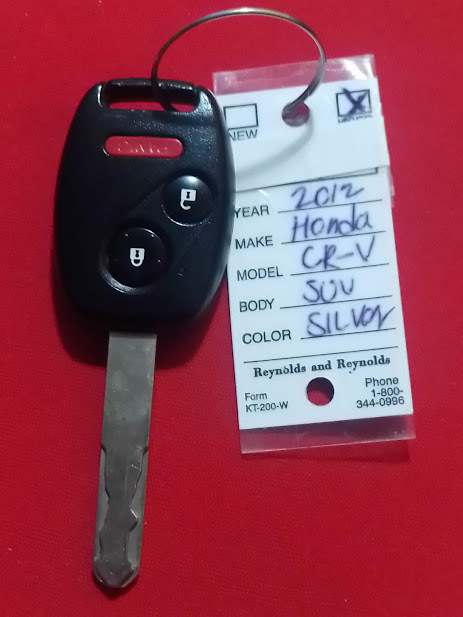 NEW
YEAR 2012
MAKE Honda
MODEL CR-V
BODY SUV
COLOR SILVER
Reynolds and Reynolds
Form
KT-200-W
Phone
1-800-
344-0996